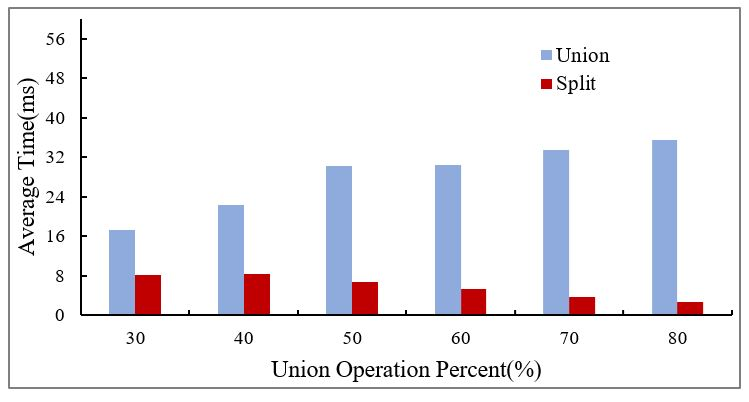 Average Time(ms)
56
48
40
32
24
16
8
0
Union
Split
30 40 50 60 70 80
Union Operation Percent(%)